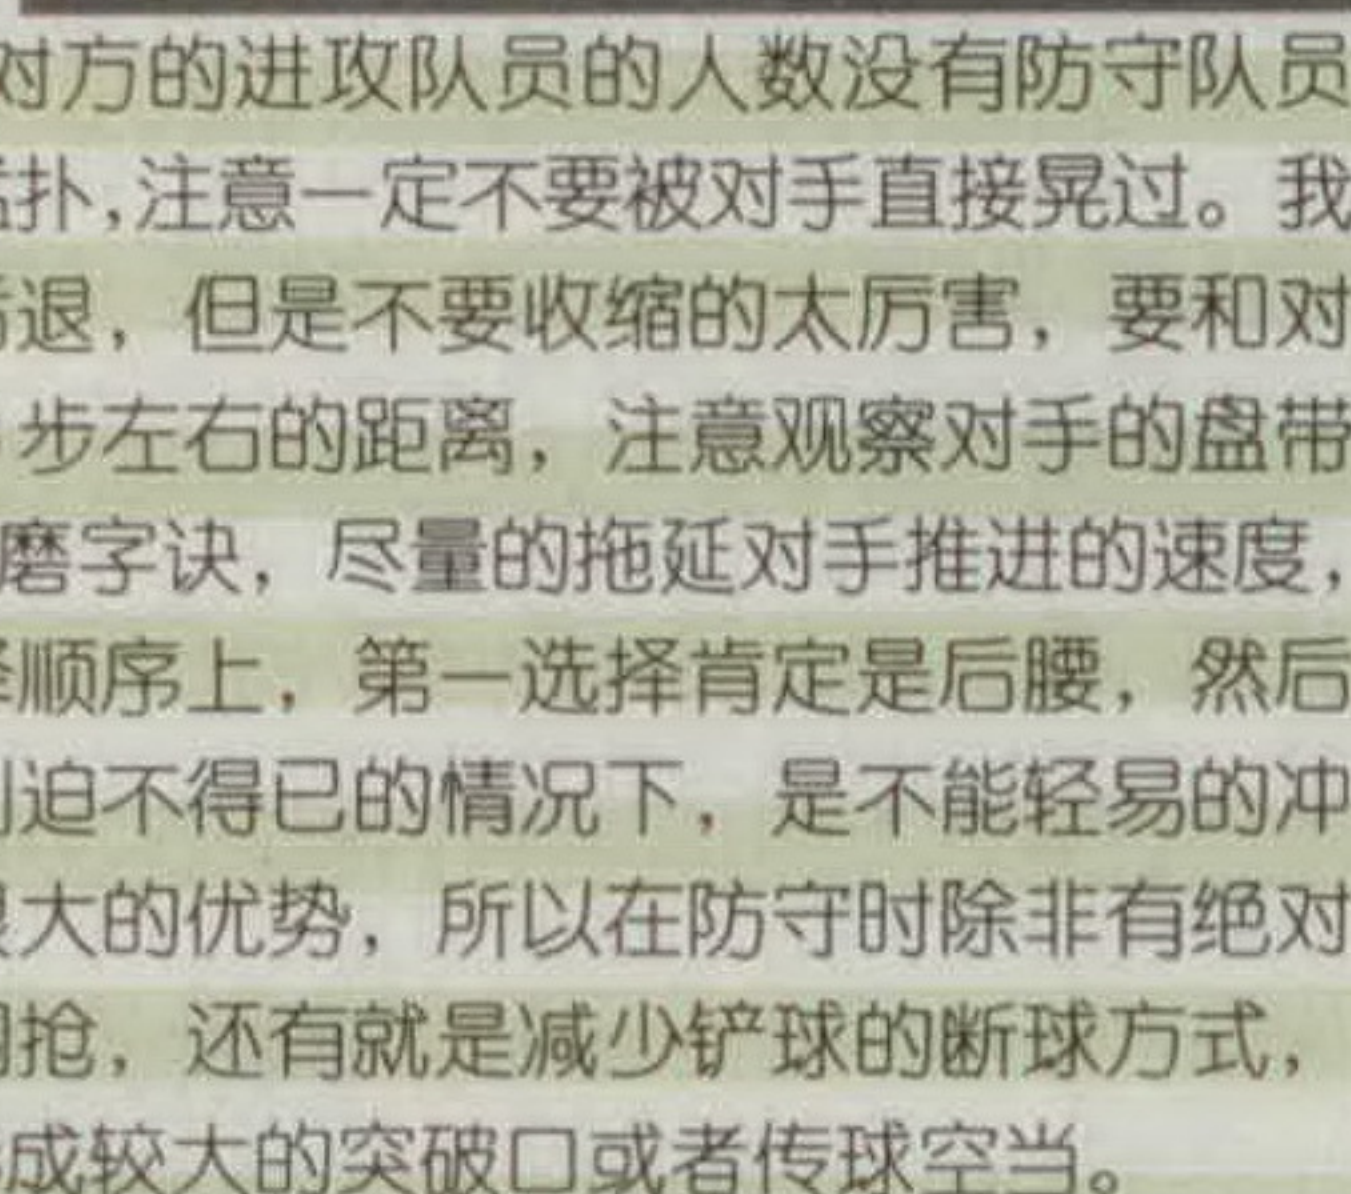 对方的进攻队员的人数没有防守队员
扑,注意一定不要被对手直接晃过。我
后退，但是不要收缩的太厉害，要和对
步左右的距离，注意观察对手的盘带
磨字诀，尽量的拖延对手推进的速度，
择顺序上，第一选择肯定是后腰，然后
到迫不得已的情况下，是不能轻易的冲
很大的优势，所以在防守时除非有绝对
抢，还有就是减少铲球的断球方式，
成较大的突破口或者传球空当。